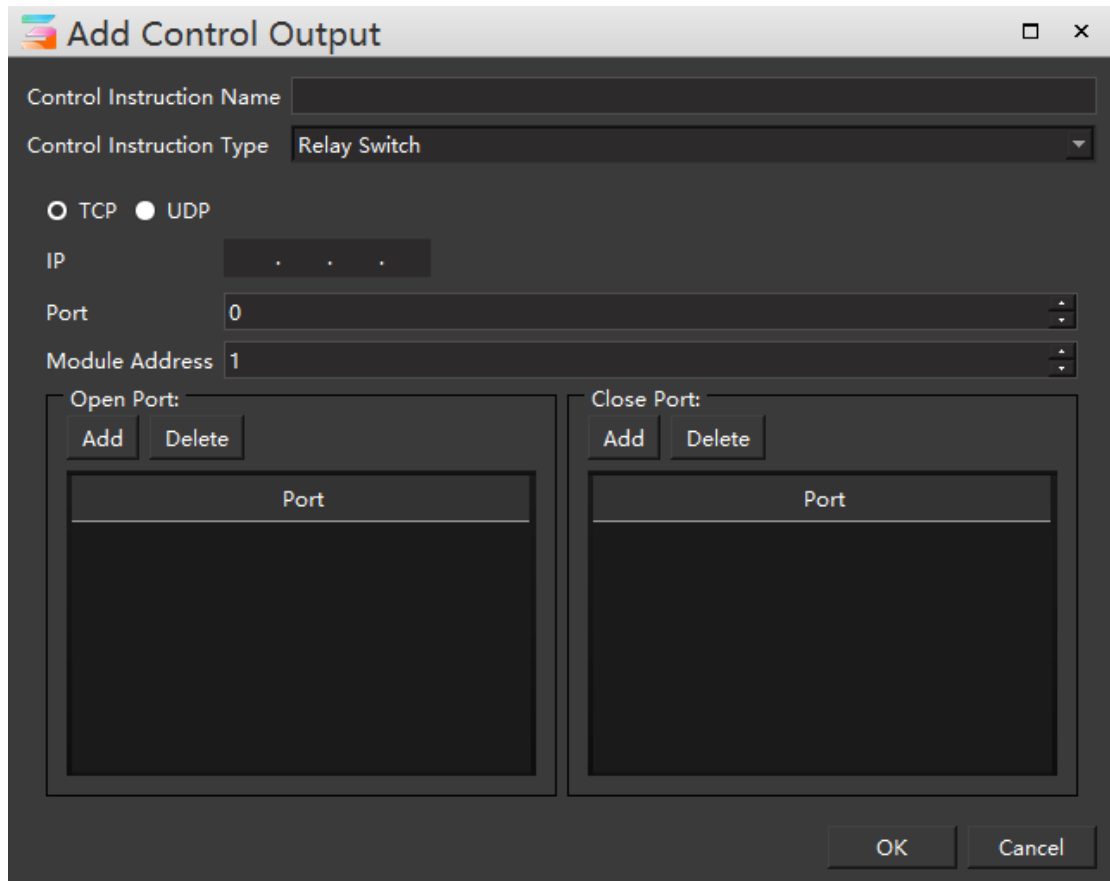 Add Control Output
Control Instruction Name
Control Instruction Type Relay Switch
TCP UDP
IP . . .
Port 0
Module Address 1
Open Port: Close Port:
Add Delete Add Delete
Port Port
OK Cancel